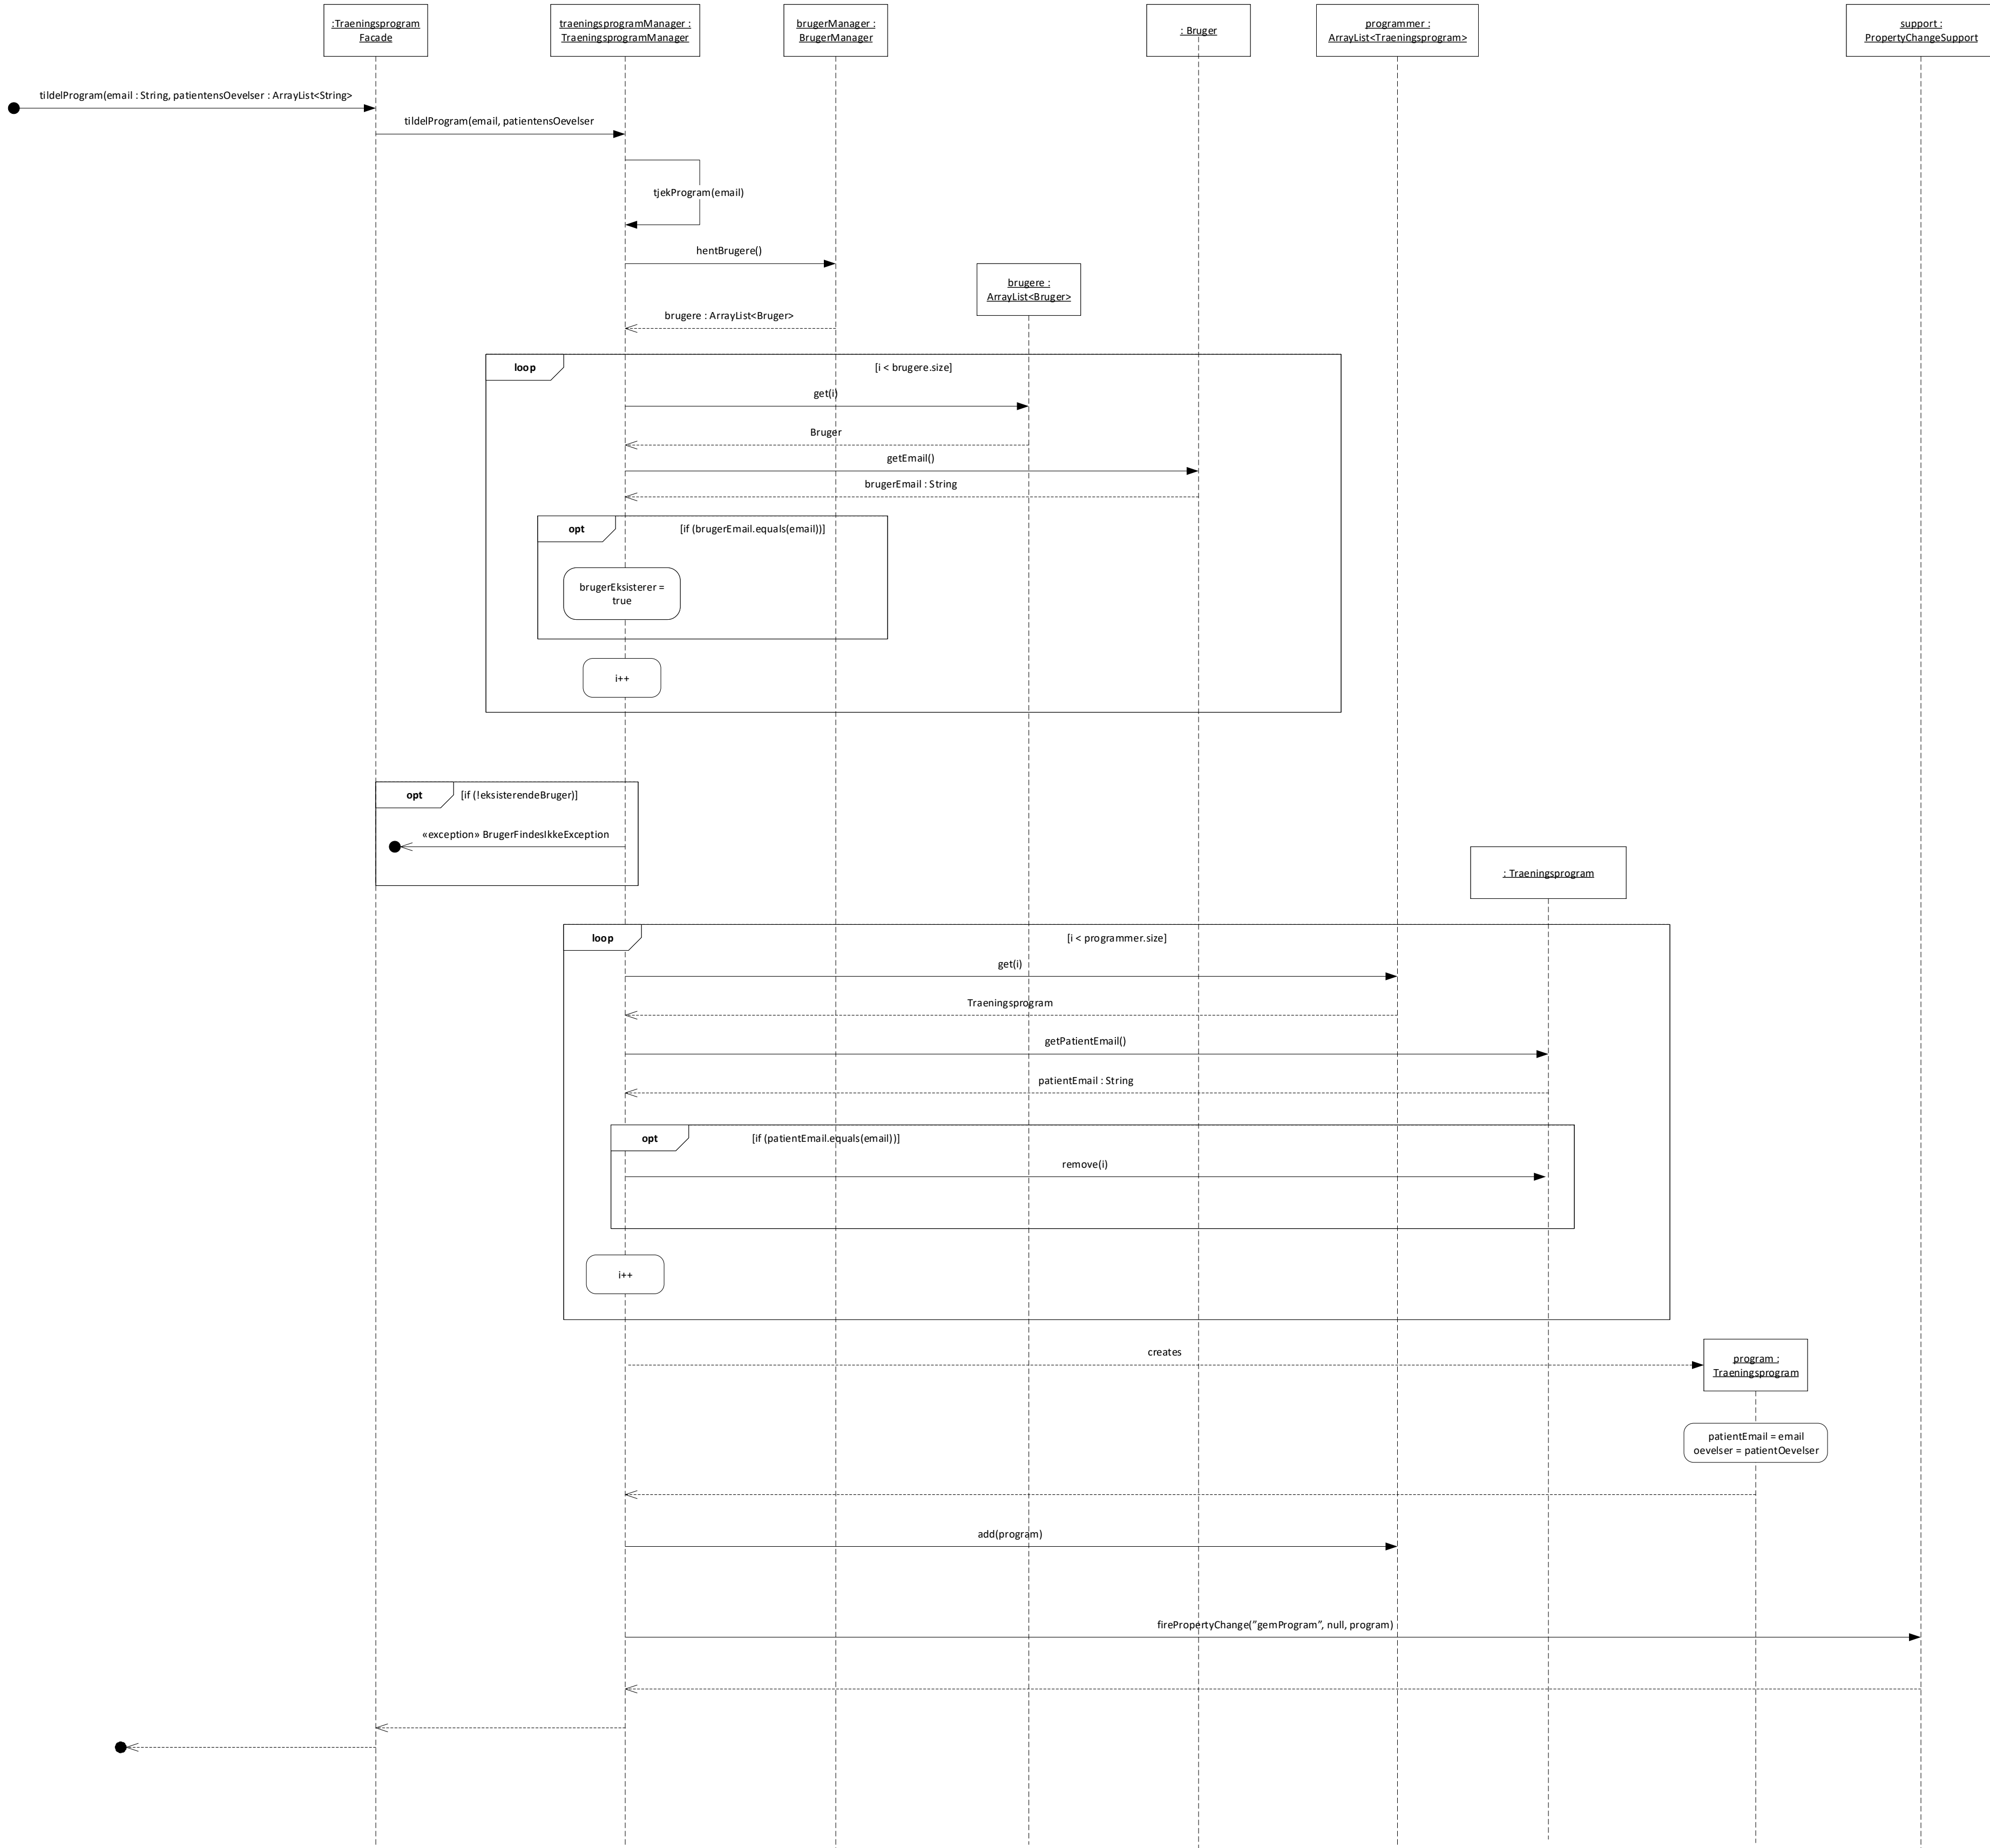 :Traeningsprogram
Facade
traeningsprogramManager :
TraeningsprogramManager
brugerManager :
BrugerManager
: Bruger
programmer :
ArrayList<Traeningsprogram>
support :
PropertyChangeSupport
tildelProgram(email : String, patientensOevelser : ArrayList<String>
tildelProgram(email, patientensOevelser
tjekProgram(email)
hentBrugere()
brugere :
ArrayList<Bruger>
brugere : ArrayList<Bruger>
loop
[i < brugere.size]
get(i)
Bruger
getEmail()
brugerEmail : String
opt
[if (brugerEmail.equals(email))]
brugerEksisterer =
true
i++
opt
[if (!eksisterendeBruger)]
«exception» BrugerFindesIkkeException
: Traeningsprogram
loop
[i < programmer.size]
get(i)
Traeningsprogram
getPatientEmail()
patientEmail : String
opt
[if (patientEmail.equals(email))]
remove(i)
i++
creates
program :
Traeningsprogram
patientEmail = email
oevelser = patientOevelser
add(program)
firePropertyChange(”gemProgram”, null, program)